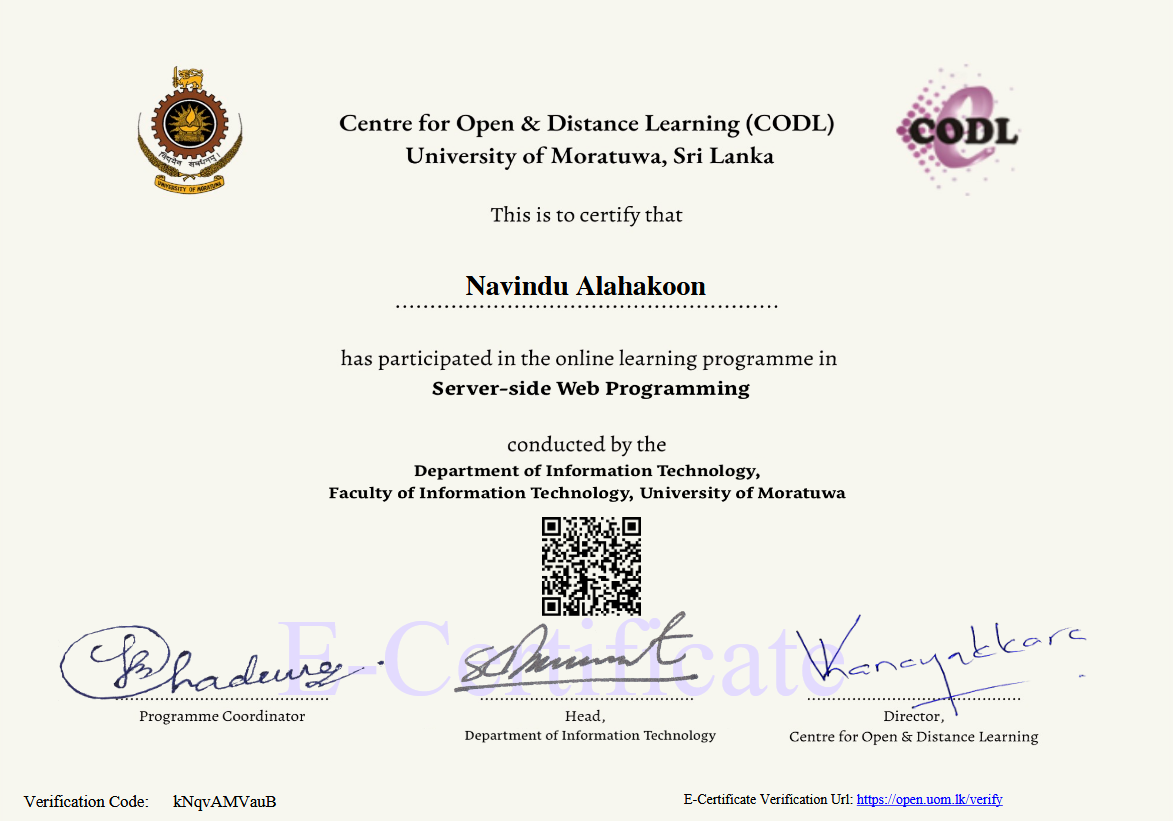 Centre for Open & Distance Learning (CODL)
University of Moratuwa, Sri Lanka
CODL
UNIVERSITY OF MORATUWA
This is to certify that
Navindu Alahakoon
has participated in the online learning programme in
Server-side Web Programming
conducted by the
Department of Information Technology,
Faculty of Information Technology, University of Moratuwa
E-Certificate
Programme Coordinator
Head,
Department of Information Technology
Director,
Centre for Open & Distance Learning
Verification Code: kNqvAMVauB
E-Certificate Verification Url: https://open.uom.lk/verify